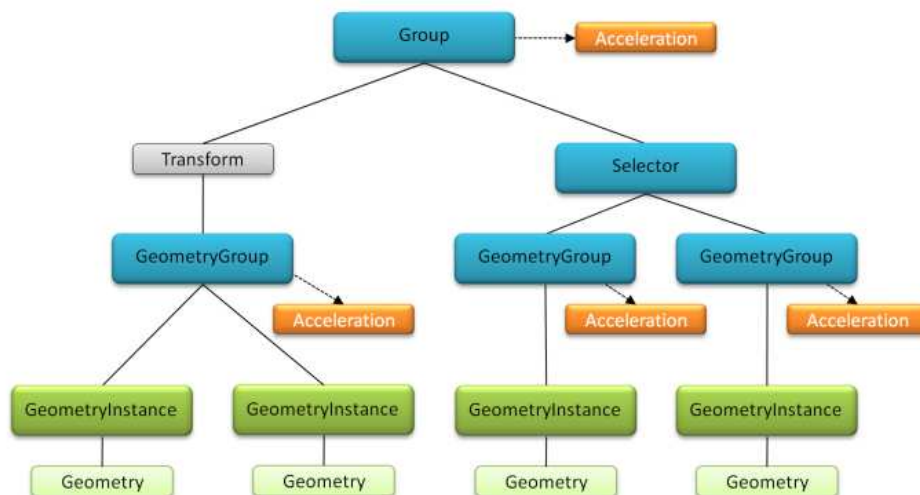 Group
Acceleration
Transform
Selector
GeometryGroup
GeometryGroup
GeometryGroup
Acceleration
Acceleration
Acceleration
GeometryInstance
GeometryInstance
GeometryInstance
GeometryInstance
Geometry
Geometry
Geometry
Geometry